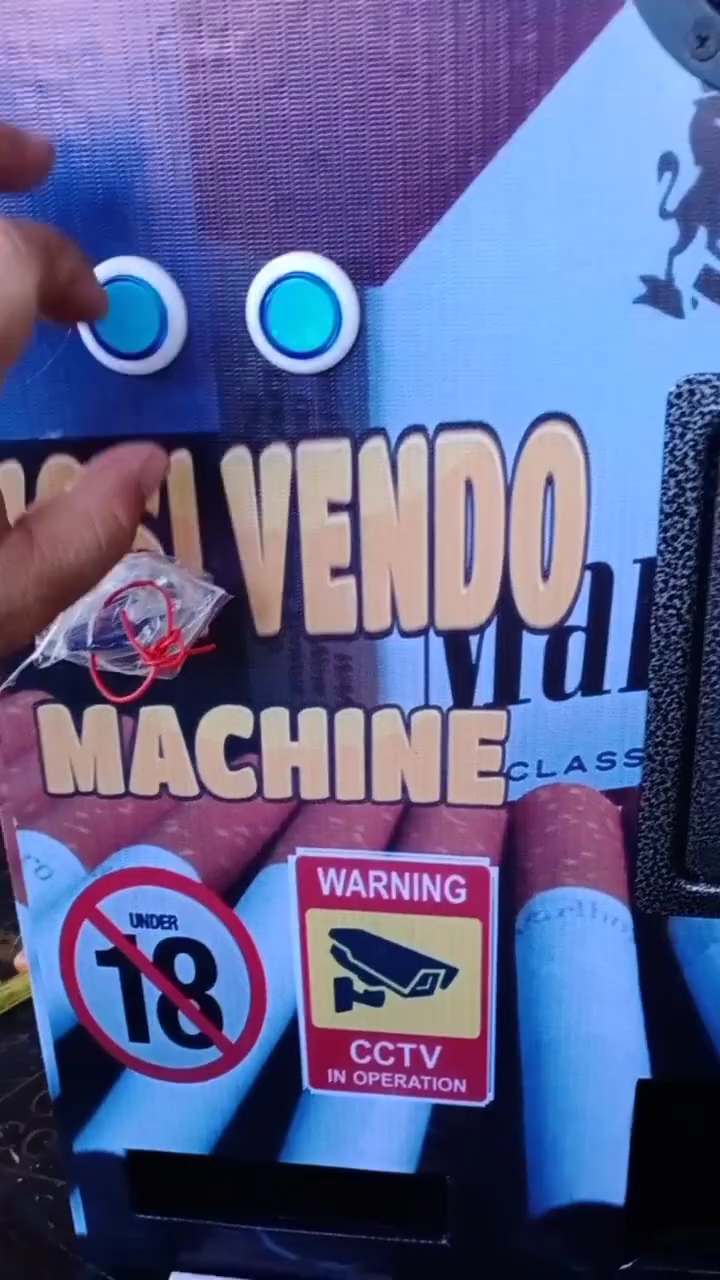 VENDO
MACHINE
CLASS
UNDER
18
WARNING
CCTV
IN OPERATION